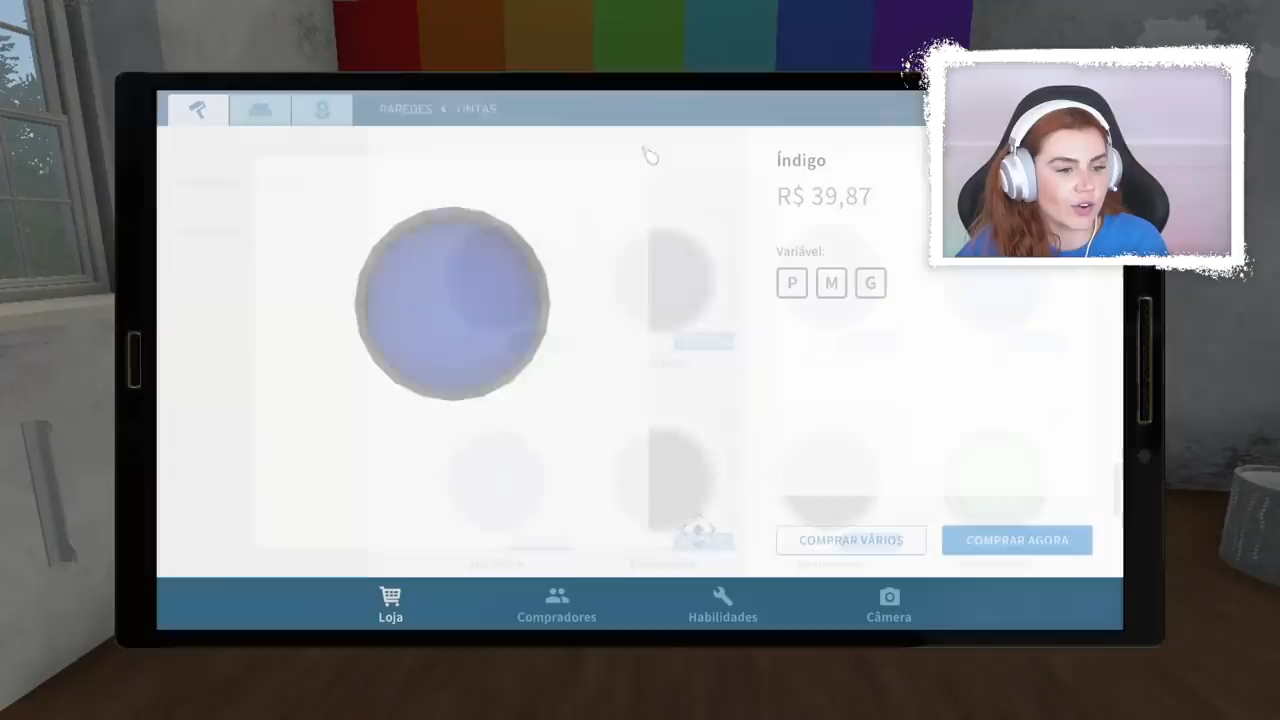 PAREDES < TINTAS
Índigo
R$ 39,87
Variável:
P M G
COMPRAR VÁRIOS
COMPRAR AGORA
Loja
Compradores
Habilidades
Câmera